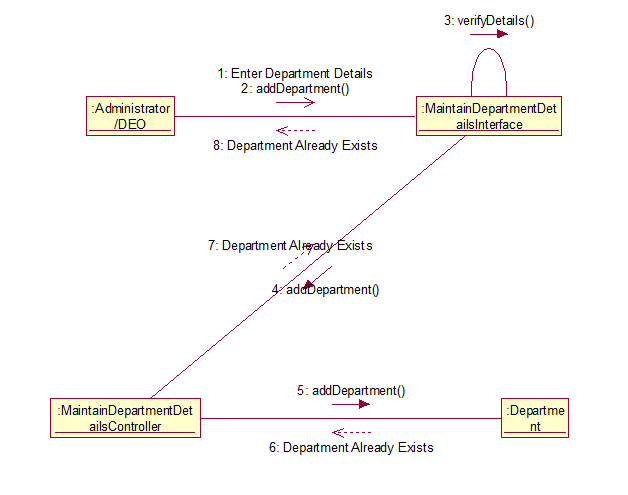 3: verifyDetails()
1: Enter Department Details
2: addDepartment()
:Administrator
/DEO
:MaintainDepartmentDet
ailsInterface
8: Department Already Exists
7: Department Already Exists
4: addDepartment()
5: addDepartment()
:MaintainDepartmentDet
ailsController
:Departme
nt
6: Department Already Exists